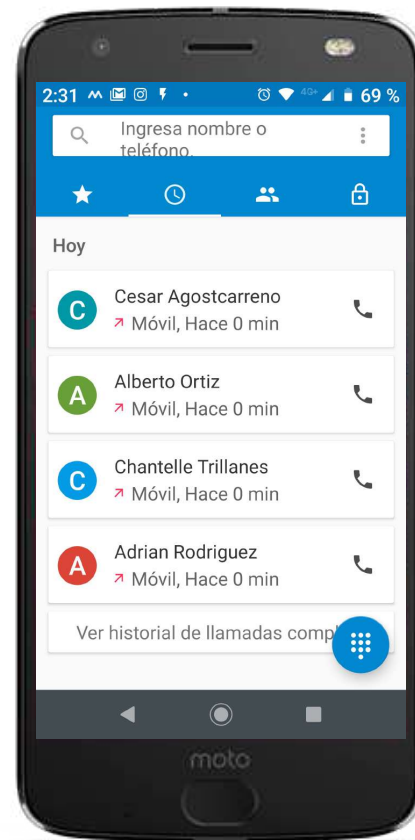 2:31 4G+ 69 %
Ingresa nombre o
teléfono.
Hoy
C Cesar Agostcarreno
Móvil, Hace 0 min
A Alberto Ortiz
Móvil, Hace 0 min
C Chantelle Trillanes
Móvil, Hace 0 min
A Adrian Rodriguez
Móvil, Hace 0 min
Ver historial de llamadas comp
moto